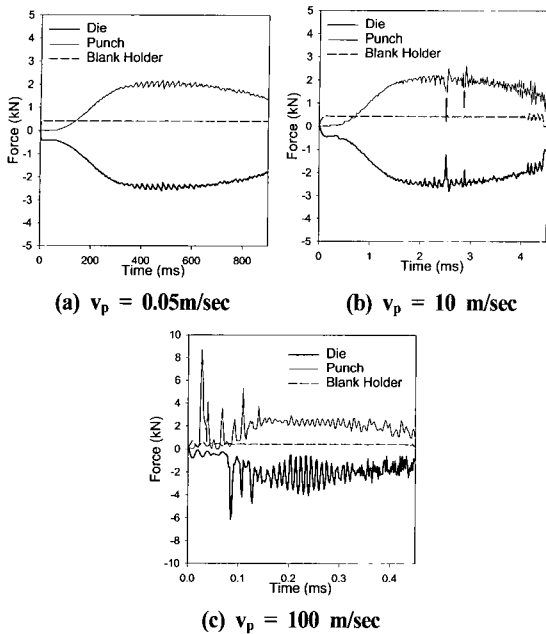 5
4
3
2
1
0
-1
-2
-3
-4
-5
Force (kN)
Die
Punch
Blank Holder
0 200 400 600 800
Time (ms)
(a) vp = 0.05m/sec
5
4
3
2
1
0
-1
-2
-3
-4
-5
Force (kN)
Die
Punch
Blank Holder
0 1 2 3 4
Time (ms)
(b) vp = 10 m/sec
10
8
6
4
2
0
-2
-4
-6
-8
-10
Force (kN)
Die
Punch
Blank Holder
0.0 0.1 0.2 0.3 0.4
Time (ms)
(c) vp = 100 m/sec